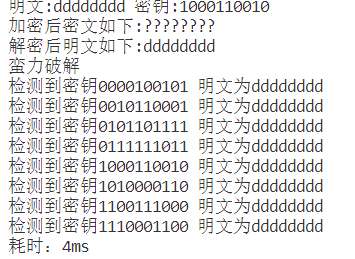 明文:dddddddd 密钥:1000110010
加密后密文如下:????????
解密后明文如下:dddddddd
蛮力破解
检测到密钥0000100101 明文为dddddddd
检测到密钥0010110001 明文为dddddddd
检测到密钥0101101111 明文为dddddddd
检测到密钥0111111011 明文为dddddddd
检测到密钥1000110010 明文为dddddddd
检测到密钥1010000110 明文为dddddddd
检测到密钥1100111000 明文为dddddddd
检测到密钥1110001100 明文为dddddddd
耗时：4ms